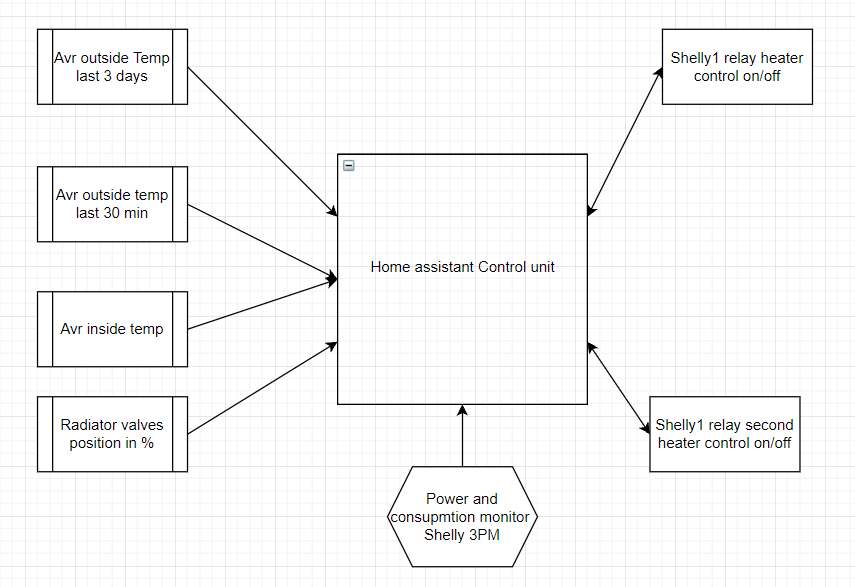 Avr outside Temp
last 3 days
Shelly1 relay heater
control on/off
Avr outside temp
last 30 min
Home assistant Control unit
Avr inside temp
Radiator valves
position in %
Shelly1 relay second
heater control on/off
Power and
consupmtion monitor
Shelly 3PM